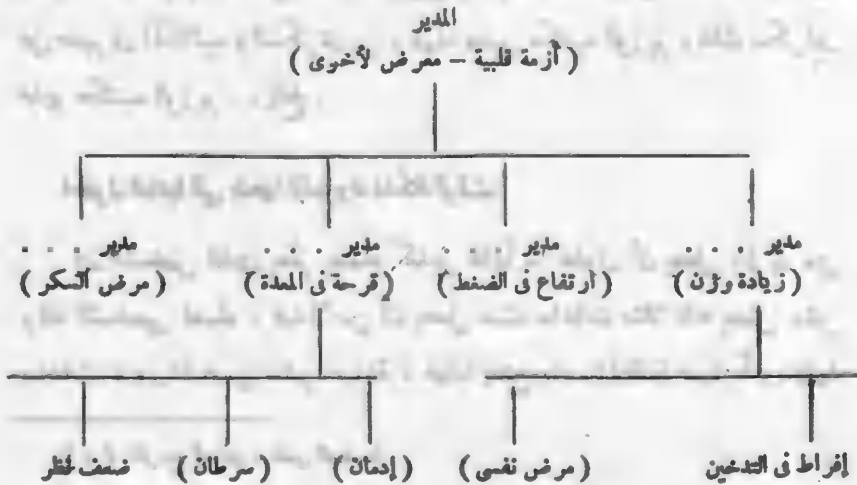 المدير
( أزمة قلبية - معرض لأخرى )
مدير . . . مدير . . . مدير . . . مدير . . .
( زيادة وزن ) ( ارتفاع فى الضغط ) ( قرحة فى المعدة ) ( مرض السكر )
إفراط فى التدخين ( مرض نفسى ) ( إدمان ) ( سرطان ) ضعف نظر